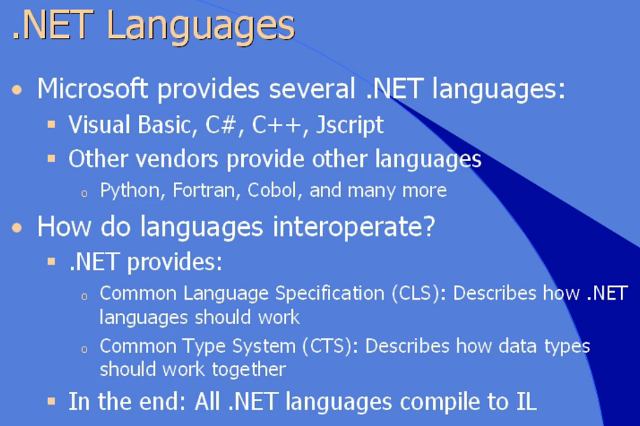 .NET Languages
• Microsoft provides several .NET languages:
▪ Visual Basic, C#, C++, Jscript
▪ Other vendors provide other languages
o Python, Fortran, Cobol, and many more
• How do languages interoperate?
▪ .NET provides:
o Common Language Specification (CLS): Describes how .NET
languages should work
o Common Type System (CTS): Describes how data types
should work together
▪ In the end: All .NET languages compile to IL